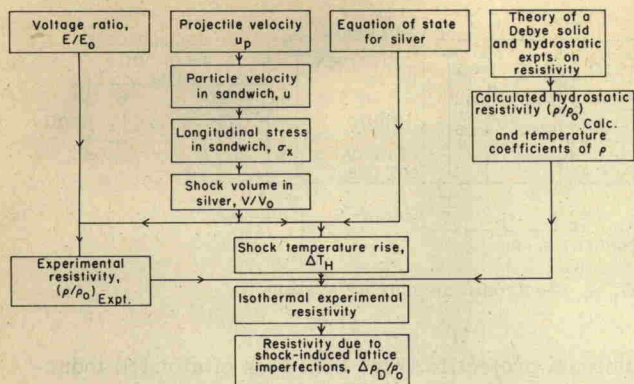 Voltage ratio,
E/E₀
Projectile velocity
uₚ
Equation of state
for silver
Theory of a
Debye solid
and hydrostatic
expts. on
resistivity
Particle velocity
in sandwich, u
Longitudinal stress
in sandwich, σₓ
Shock volume in
silver, V/V₀
Calculated hydrostatic
resistivity (ρ/ρ₀)
Calc.
and temperature
coefficients of ρ
Experimental
resistivity,
(ρ/ρ₀)
Expt.
Shock temperature rise,
ΔT_H
Isothermal experimental
resistivity
Resistivity due to
shock-induced lattice
imperfections, Δρ_D/ρ₀